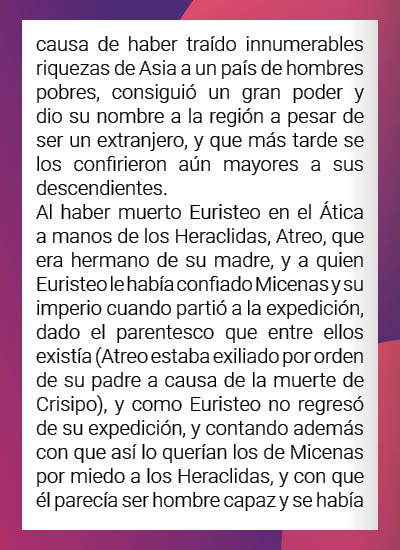 causa de haber traído innumerables
riquezas de Asia a un país de hombres
pobres, consiguió un gran poder y
dio su nombre a la región a pesar de
ser un extranjero, y que más tarde se
los confirieron aún mayores a sus
descendientes.
Al haber muerto Euristeo en el Ática
a manos de los Heraclidas, Atreo, que
era hermano de su madre, y a quien
Euristeo le había confiado Micenas y su
imperio cuando partió a la expedición,
dado el parentesco que entre ellos
existía (Atreo estaba exiliado por orden
de su padre a causa de la muerte de
Crisipo), y como Euristeo no regresó
de su expedición, y contando además
con que así lo querían los de Micenas
por miedo a los Heraclidas, y con que
él parecía ser hombre capaz y se había